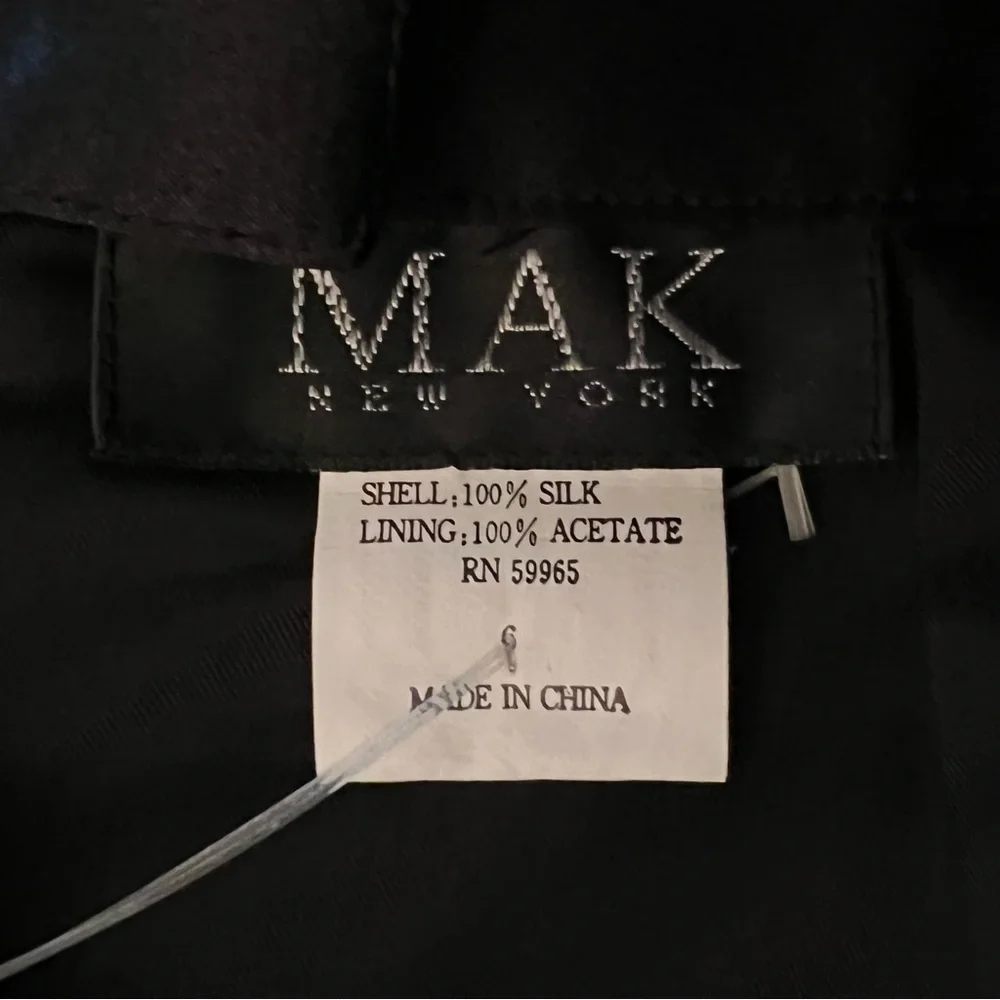 MAK
NEW YORK
SHELL:100% SILK
LINING:100% ACETATE
RN 59965
6
MADE IN CHINA